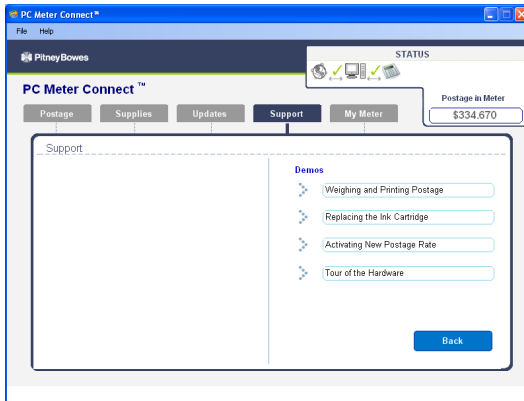 PC Meter Connect™
File Help
PitneyBowes
STATUS
PC Meter Connect ™
Postage in Meter
$334.670
Postage Supplies Updates Support My Meter
Support
Demos
Weighing and Printing Postage
Replacing the Ink Cartridge
Activating New Postage Rate
Tour of the Hardware
Back